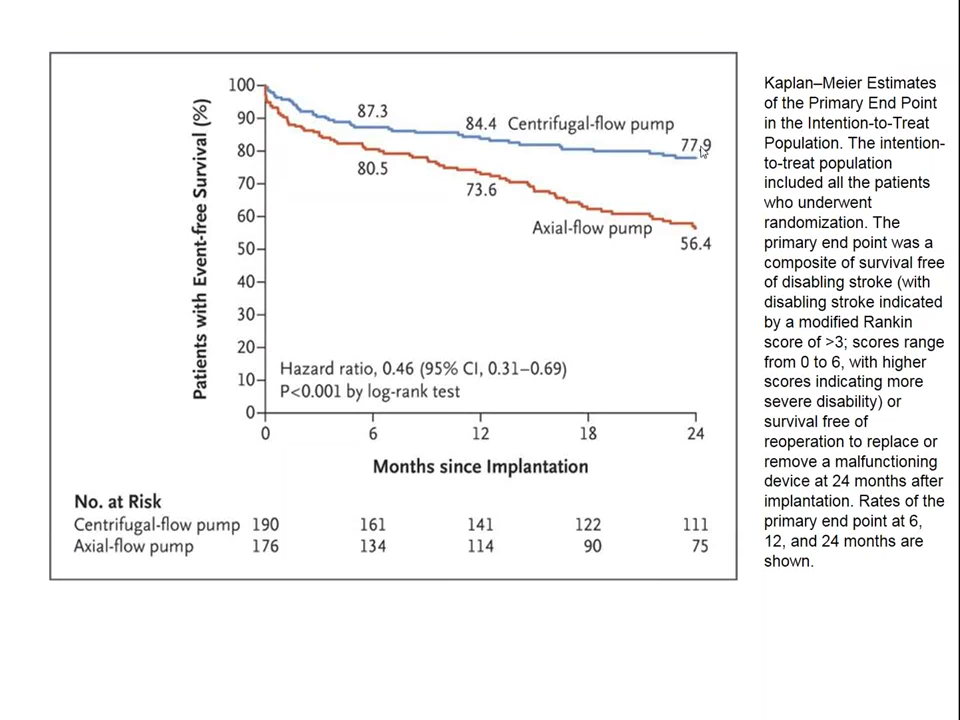 100
90
80
70
60
50
40
30
20
10
0
Patients with Event-free Survival (%)
87.3
84.4
Centrifugal-flow pump
77.9
80.5
73.6
Axial-flow pump
56.4
Hazard ratio, 0.46 (95% CI, 0.31–0.69)
P<0.001 by log-rank test
0 6 12 18 24
Months since Implantation
No. at Risk
Centrifugal-flow pump 190 161 141 122 111
Axial-flow pump 176 134 114 90 75
Kaplan–Meier Estimates
of the Primary End Point
in the Intention-to-Treat
Population. The intention-
to-treat population
included all the patients
who underwent
randomization. The
primary end point was a
composite of survival free
of disabling stroke (with
disabling stroke indicated
by a modified Rankin
score of >3; scores range
from 0 to 6, with higher
scores indicating more
severe disability) or
survival free of
reoperation to replace or
remove a malfunctioning
device at 24 months after
implantation. Rates of the
primary end point at 6,
12, and 24 months are
shown.